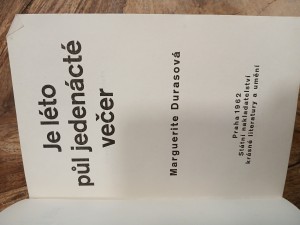 Je léto
půl jedenácté
večer
Marguerite Durasová
Praha 1962
Státní nakladatelství
krásné literatury a umění